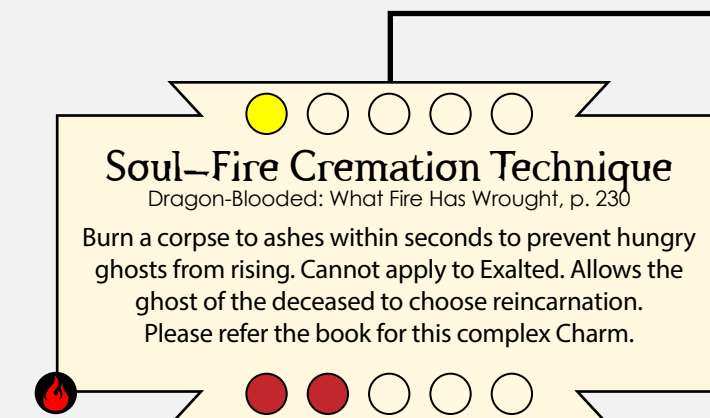 Soul-Fire Cremation Technique
Dragon-Blooded: What Fire Has Wrought, p. 230
Burn a corpse to ashes within seconds to prevent hungry
ghosts from rising. Cannot apply to Exalted. Allows the
ghost of the deceased to choose reincarnation.
Please refer the book for this complex Charm.